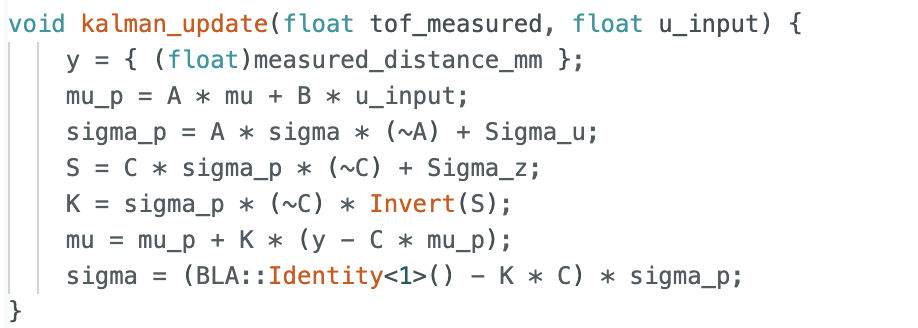 void kalman_update(float tof_measured, float u_input) {
    y = { (float)measured_distance_mm };
    mu_p = A * mu + B * u_input;
    sigma_p = A * sigma * (~A) + Sigma_u;
    S = C * sigma_p * (~C) + Sigma_z;
    K = sigma_p * (~C) * Invert(S);
    mu = mu_p + K * (y - C * mu_p);
    sigma = (BLA::Identity<1>() - K * C) * sigma_p;
}